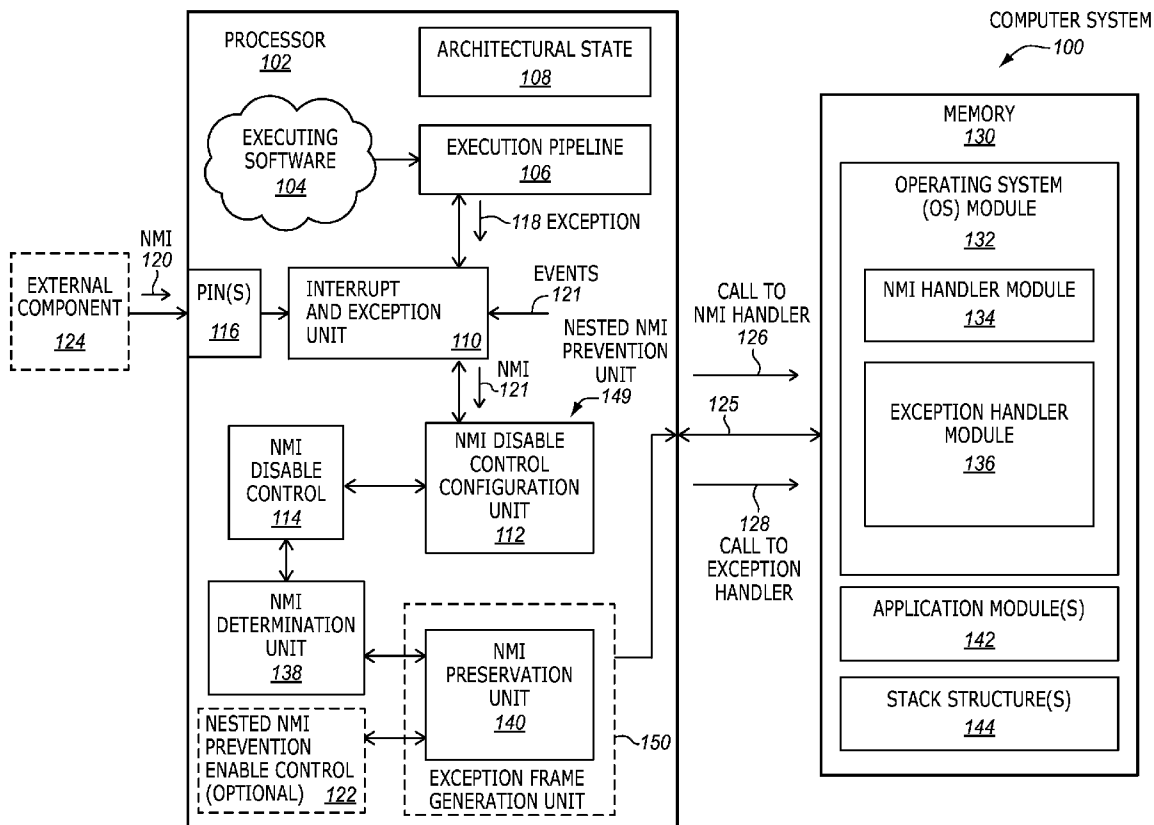 COMPUTER SYSTEM
100
PROCESSOR
102
ARCHITECTURAL STATE
108
EXECUTING
SOFTWARE
104
EXECUTION PIPELINE
106
118 EXCEPTION
NMI
120
EXTERNAL
COMPONENT
124
PIN(S)
116
INTERRUPT
AND EXCEPTION
UNIT
110
EVENTS
121
NMI
121
NESTED NMI
PREVENTION
UNIT
149
NMI
DISABLE
CONTROL
114
NMI DISABLE
CONTROL
CONFIGURATION
UNIT
112
NMI
DETERMINATION
UNIT
138
NMI
PRESERVATION
UNIT
140
NESTED NMI
PREVENTION
ENABLE CONTROL
(OPTIONAL) 122
EXCEPTION FRAME
GENERATION UNIT
150
CALL TO
NMI HANDLER
126
125
128
CALL TO
EXCEPTION
HANDLER
MEMORY
130
OPERATING SYSTEM
(OS) MODULE
132
NMI HANDLER MODULE
134
EXCEPTION HANDLER
MODULE
136
APPLICATION MODULE(S)
142
STACK STRUCTURE(S)
144